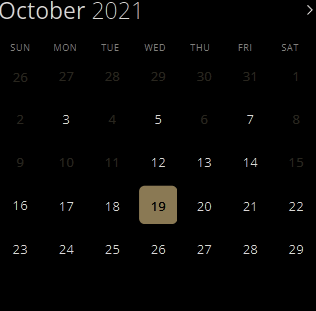 October 2021 >
SUN MON TUE WED THU FRI SAT
26 27 28 29 30 31 1
2 3 4 5 6 7 8
9 10 11 12 13 14 15
16 17 18 19 20 21 22
23 24 25 26 27 28 29